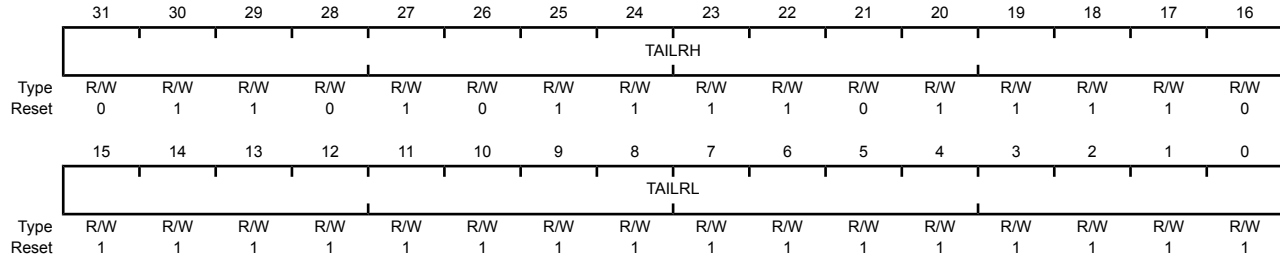 31 30 29 28 27 26 25 24 23 22 21 20 19 18 17 16
TAILRH
Type R/W R/W R/W R/W R/W R/W R/W R/W R/W R/W R/W R/W R/W R/W R/W R/W
Reset 0 1 1 0 1 0 1 1 1 1 0 1 1 1 1 0
15 14 13 12 11 10 9 8 7 6 5 4 3 2 1 0
TAILRL
Type R/W R/W R/W R/W R/W R/W R/W R/W R/W R/W R/W R/W R/W R/W R/W R/W
Reset 1 1 1 1 1 1 1 1 1 1 1 1 1 1 1 1